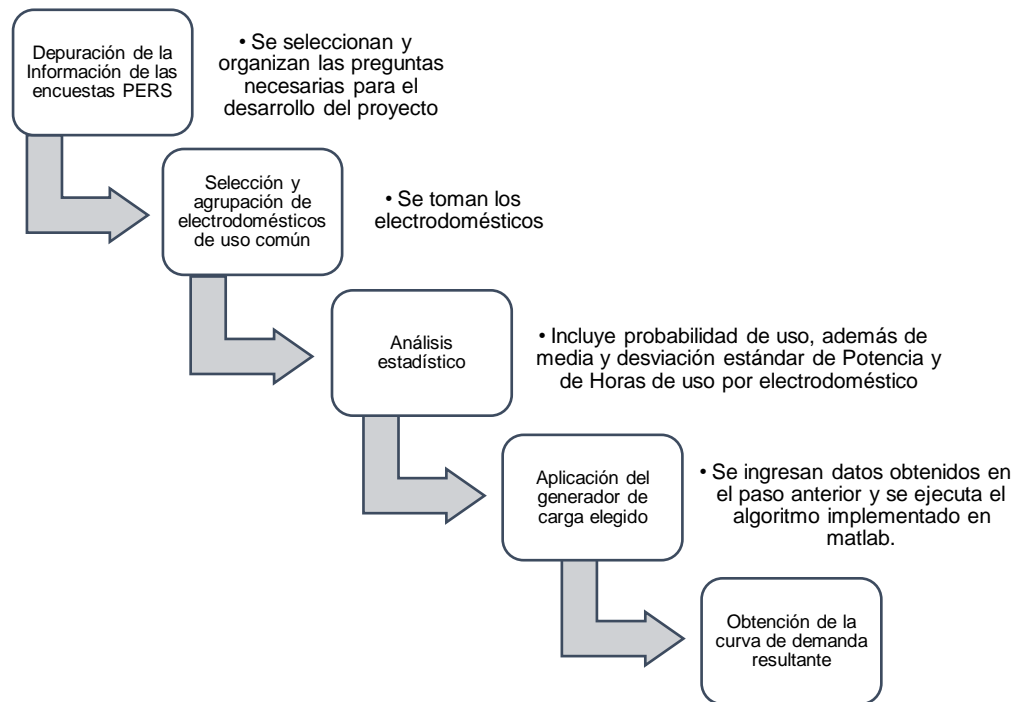 Depuración de la
Información de las
encuestas PERS
• Se seleccionan y
organizan las preguntas
necesarias para el
desarrollo del proyecto
Selección y
agrupación de
electrodomésticos
de uso común
• Se toman los
electrodomésticos
Análisis
estadístico
• Incluye probabilidad de uso, además de
media y desviación estándar de Potencia y
de Horas de uso por electrodoméstico
Aplicación del
generador de
carga elegido
• Se ingresan datos obtenidos en
el paso anterior y se ejecuta el
algoritmo implementado en
matlab.
Obtención de la
curva de demanda
resultante